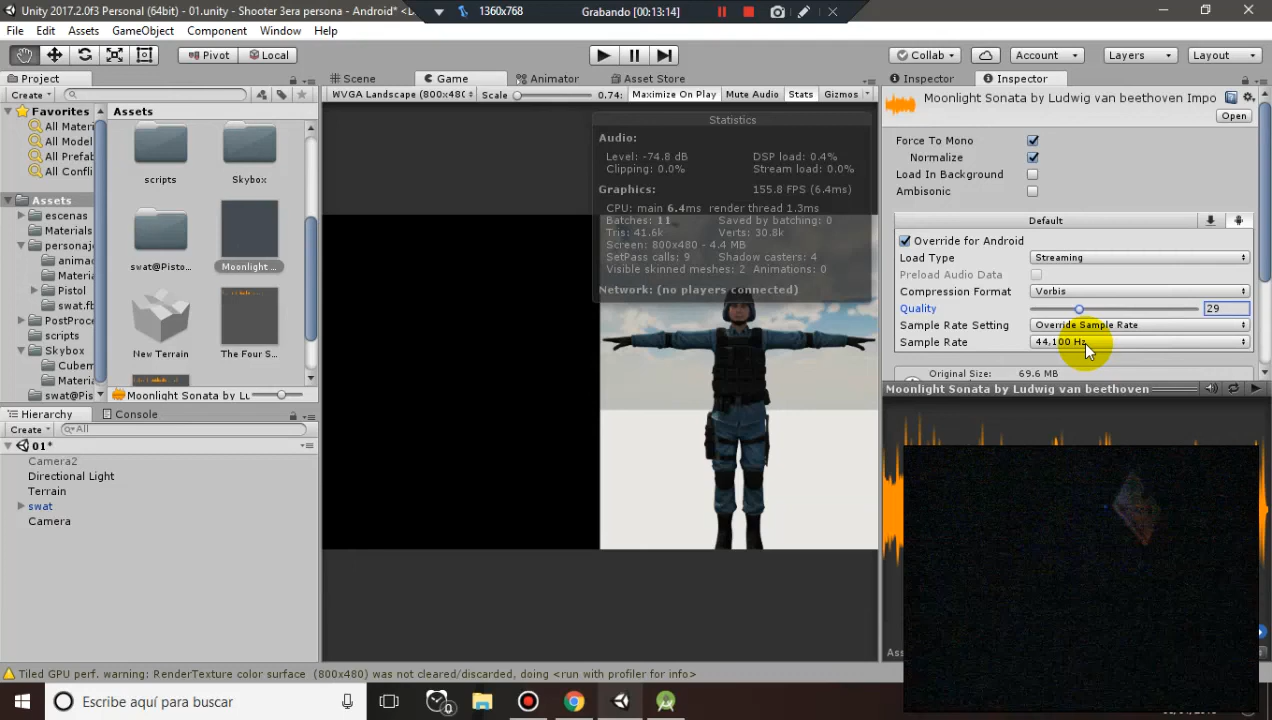 Unity 2017.2.0f3 Personal (64bit) - 01.unity - Shooter 3era persona - Android* <D
1360x768
Grabando [00:13:14]
File Edit Assets GameObject Component Window Help
Pivot Local
Collab Account Layers Layout
Project
Create
Favorites
All Materi
All Model
All Prefab
All Confli
Assets
escenas
Materials
personaj
animac
Materia
Pistol
swat.fb
PostProce
scripts
Skybox
Cubem
Materia
swat@Pis
Assets
scripts
Skybox
swat@Pisto...
Moonlight ...
New Terrain
The Four S...
Moonlight Sonata by Lu
Hierarchy Console
Create All
01*
Camera2
Directional Light
Terrain
swat
Camera
Scene Game Animator Asset Store
WVGA Landscape (800x480 Scale 0.74: Maximize On Play Mute Audio Stats Gizmos
Statistics
Audio:
Level: -74.8 dB DSP load: 0.4%
Clipping: 0.0% Stream load: 0.0%
Graphics: 155.8 FPS (6.4ms)
CPU: main 6.4ms render thread 1.3ms
Batches: 11 Saved by batching: 0
Tris: 41.6k Verts: 30.8k
Screen: 800x480 - 4.4 MB
SetPass calls: 9 Shadow casters: 4
Visible skinned meshes: 2 Animations: 0
Network: (no players connected)
Inspector Inspector
Moonlight Sonata by Ludwig van beethoven Impo
Open
Force To Mono
Normalize
Load In Background
Ambisonic
Default
Override for Android
Load Type Streaming
Preload Audio Data
Compression Format Vorbis
Quality 29
Sample Rate Setting Override Sample Rate
Sample Rate 44,100 Hz
Original Size: 69.6 MB
Moonlight Sonata by Ludwig van beethoven
Tiled GPU perf. warning: RenderTexture color surface (800x480) was not cleared/discarded, doing <run with profiler for info>
Escribe aquí para buscar